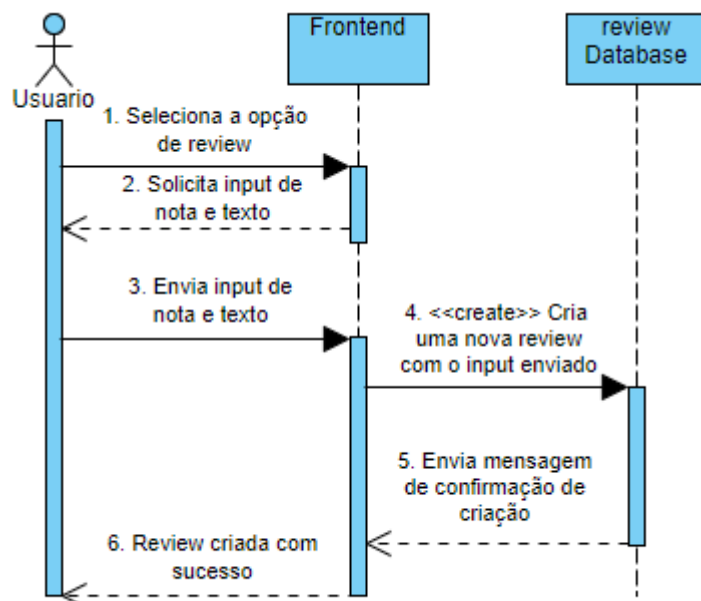 Frontend
review
Database
Usuario
1. Seleciona a opção
de review
2. Solicita input de
nota e texto
3. Envia input de
nota e texto
4. <<create>> Cria
uma nova review
com o input enviado
5. Envia mensagem
de confirmação de
criação
6. Review criada com
sucesso